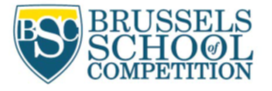 BSC
BRUSSELS
SCHOOL of
COMPETITION